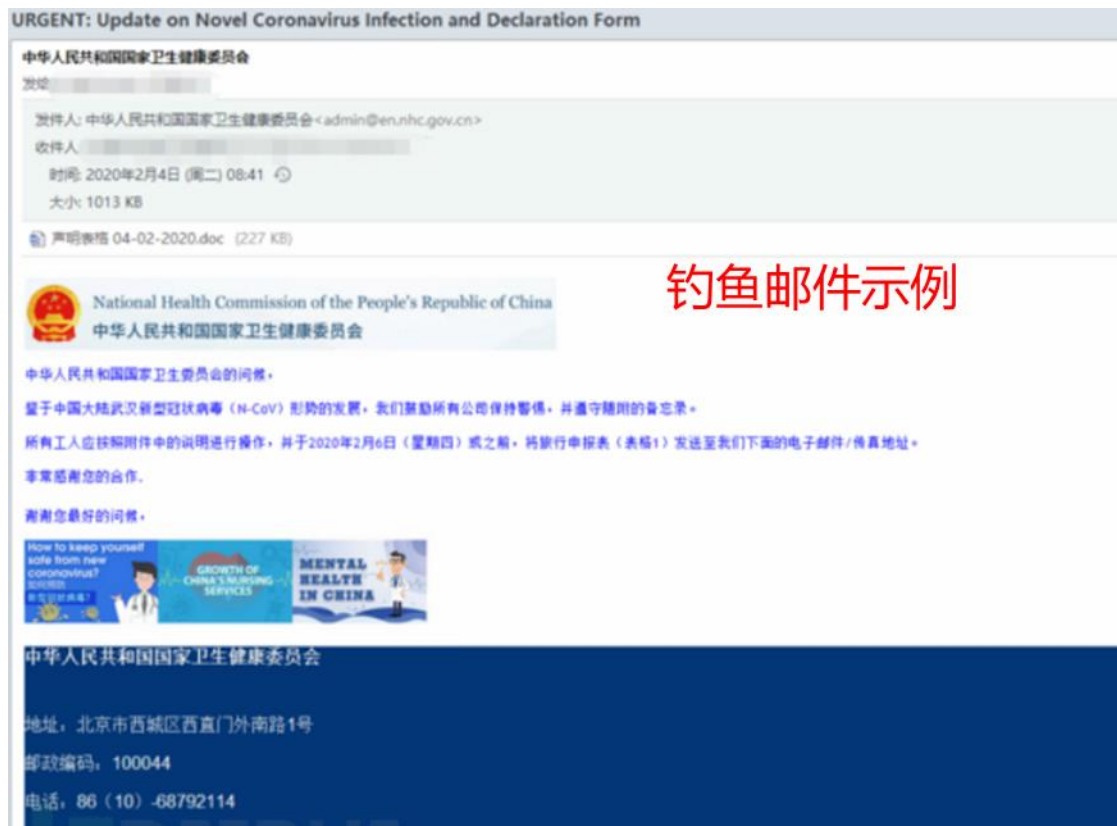 URGENT: Update on Novel Coronavirus Infection and Declaration Form
中华人民共和国国家卫生健康委员会
发给
发件人: 中华人民共和国国家卫生健康委员会<admin@en.nhc.gov.cn>
收件人
时间: 2020年2月4日 (周二) 08:41
大小: 1013 KB
声明表格 04-02-2020.doc (227 KB)
钓鱼邮件示例
National Health Commission of the People's Republic of China
中华人民共和国国家卫生健康委员会
中华人民共和国国家卫生委员会的问候，
鉴于中国大陆武汉新型冠状病毒（N-CoV）形势的发展，我们鼓励所有公司保持警惕，并遵守随附的备忘录。
所有工人应按照附件中的说明进行操作，并于2020年2月6日（星期四）或之前，将旅行申报表（表格1）发送至我们下面的电子邮件/传真地址。
非常感谢您的合作.
谢谢您最好的问候，
How to keep yourself
safe from new
coronavirus?
如何预防
新型冠状病毒?
GROWTH OF
CHINA'S NURSING
SERVICES
MENTAL
HEALTH
IN CHINA
中华人民共和国国家卫生健康委员会
地址：北京市西城区西直门外南路1号
邮政编码：100044
电话：86（10）-68792114